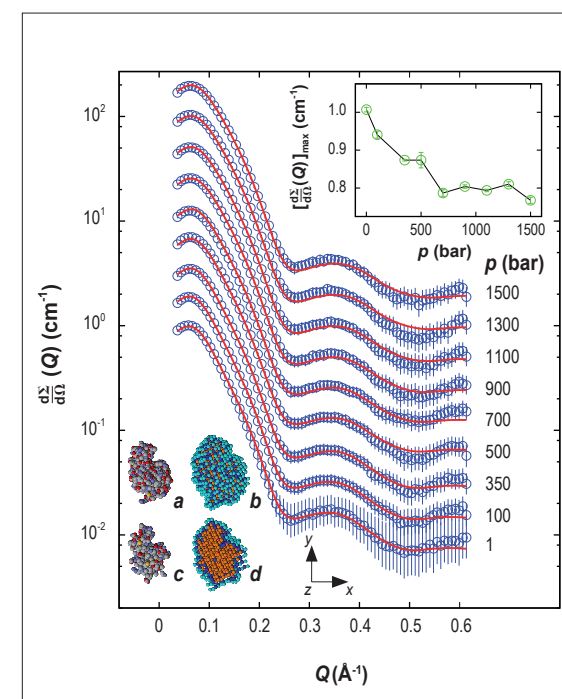 10²
10¹
10⁰
10⁻¹
10⁻²
dΣ/dΩ (Q) (cm⁻¹)
0
0.1
0.2
0.3
0.4
0.5
0.6
Q (Å⁻¹)
[dΣ/dΩ (Q)]max (cm⁻¹)
1.0
0.9
0.8
0
500
1000
1500
p (bar)
p (bar)
1500
1300
1100
900
700
500
350
100
1
a
b
c
d
y
z
x